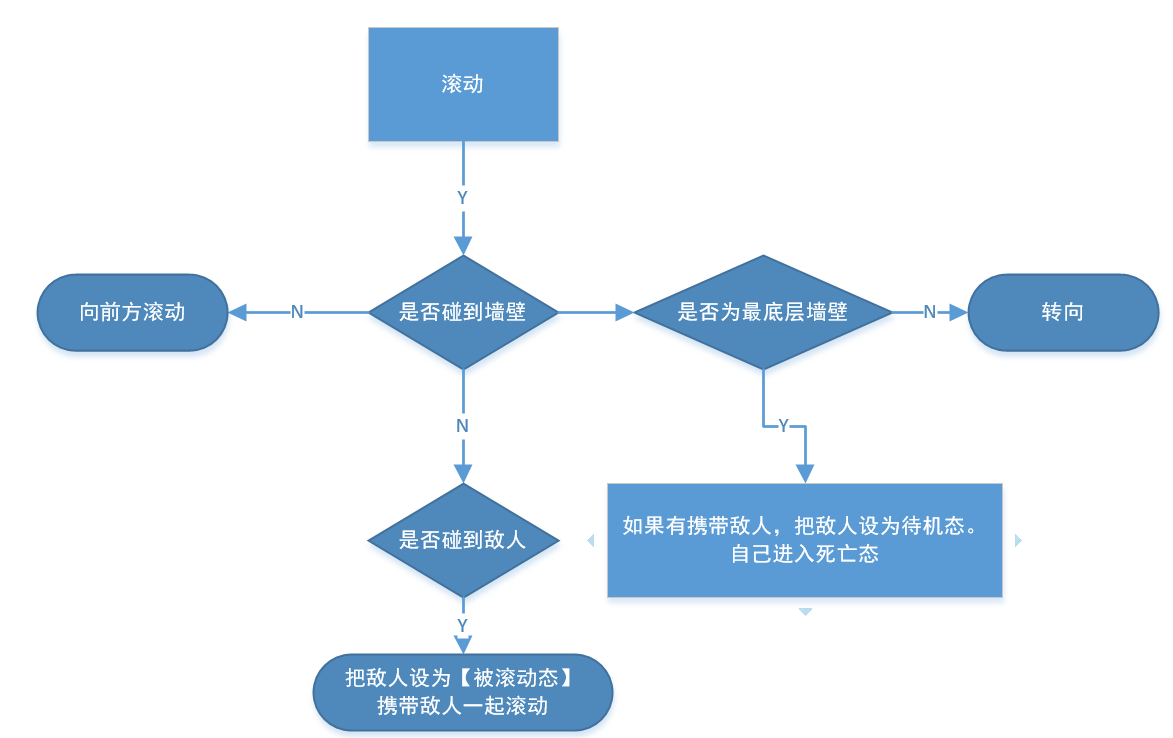 滚动
Y
向前方滚动
N
是否碰到墙壁
是否为最底层墙壁
N
转向
N
Y
是否碰到敌人
如果有携带敌人，把敌人设为待机态。
自己进入死亡态
Y
把敌人设为【被滚动态】
携带敌人一起滚动